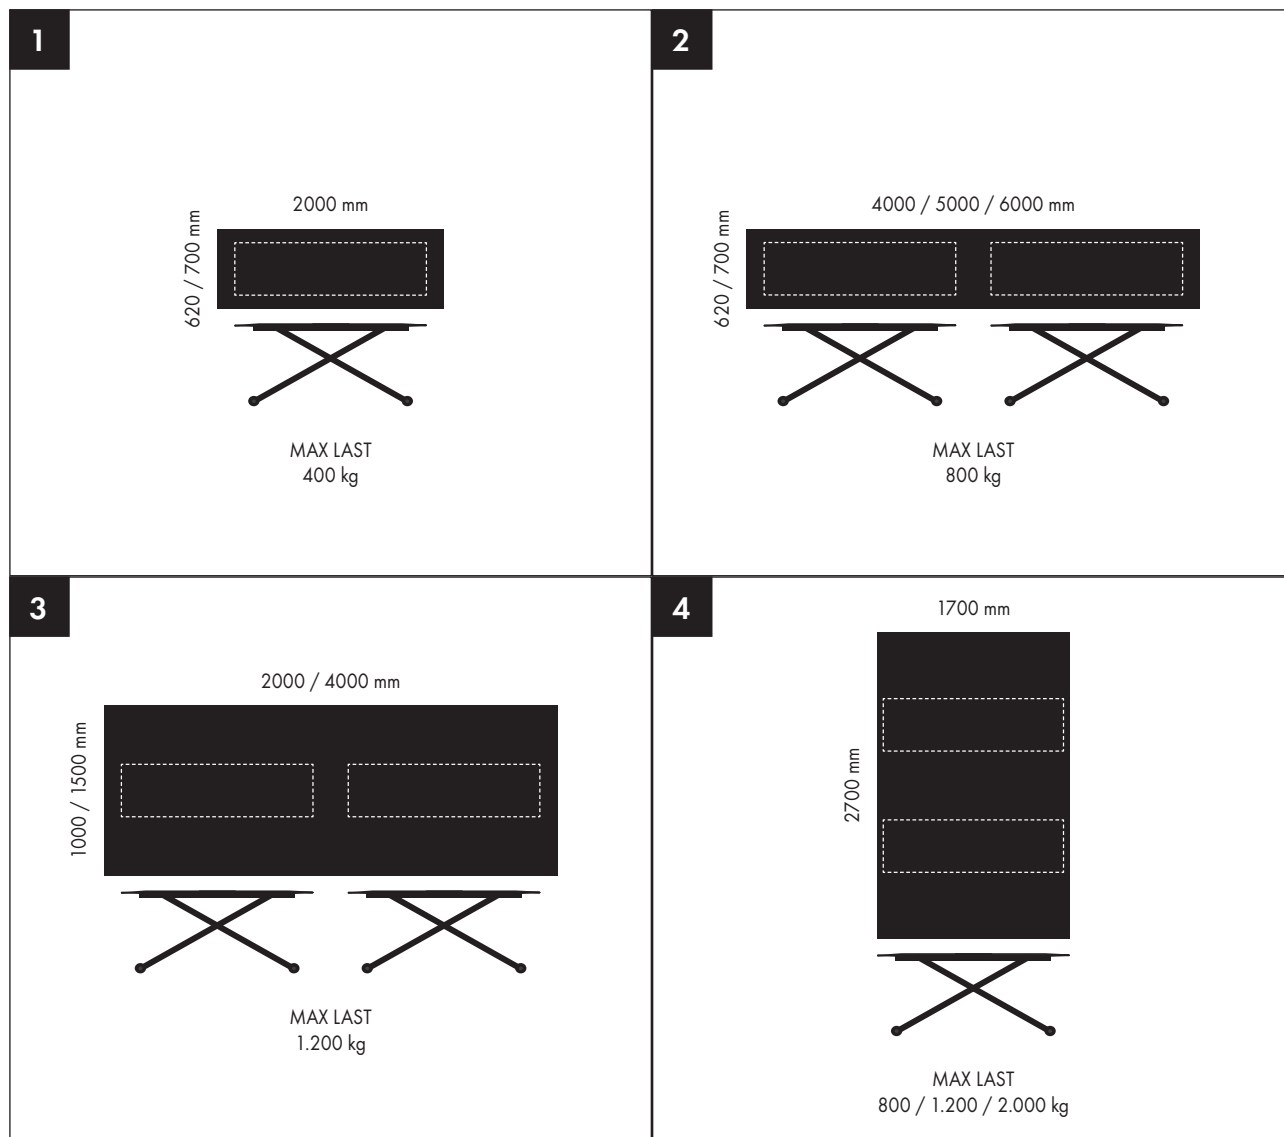 1
2000 mm
620 / 700 mm
MAX LAST
400 kg
2
4000 / 5000 / 6000 mm
620 / 700 mm
MAX LAST
800 kg
3
2000 / 4000 mm
1000 / 1500 mm
MAX LAST
1.200 kg
4
1700 mm
2700 mm
MAX LAST
800 / 1.200 / 2.000 kg